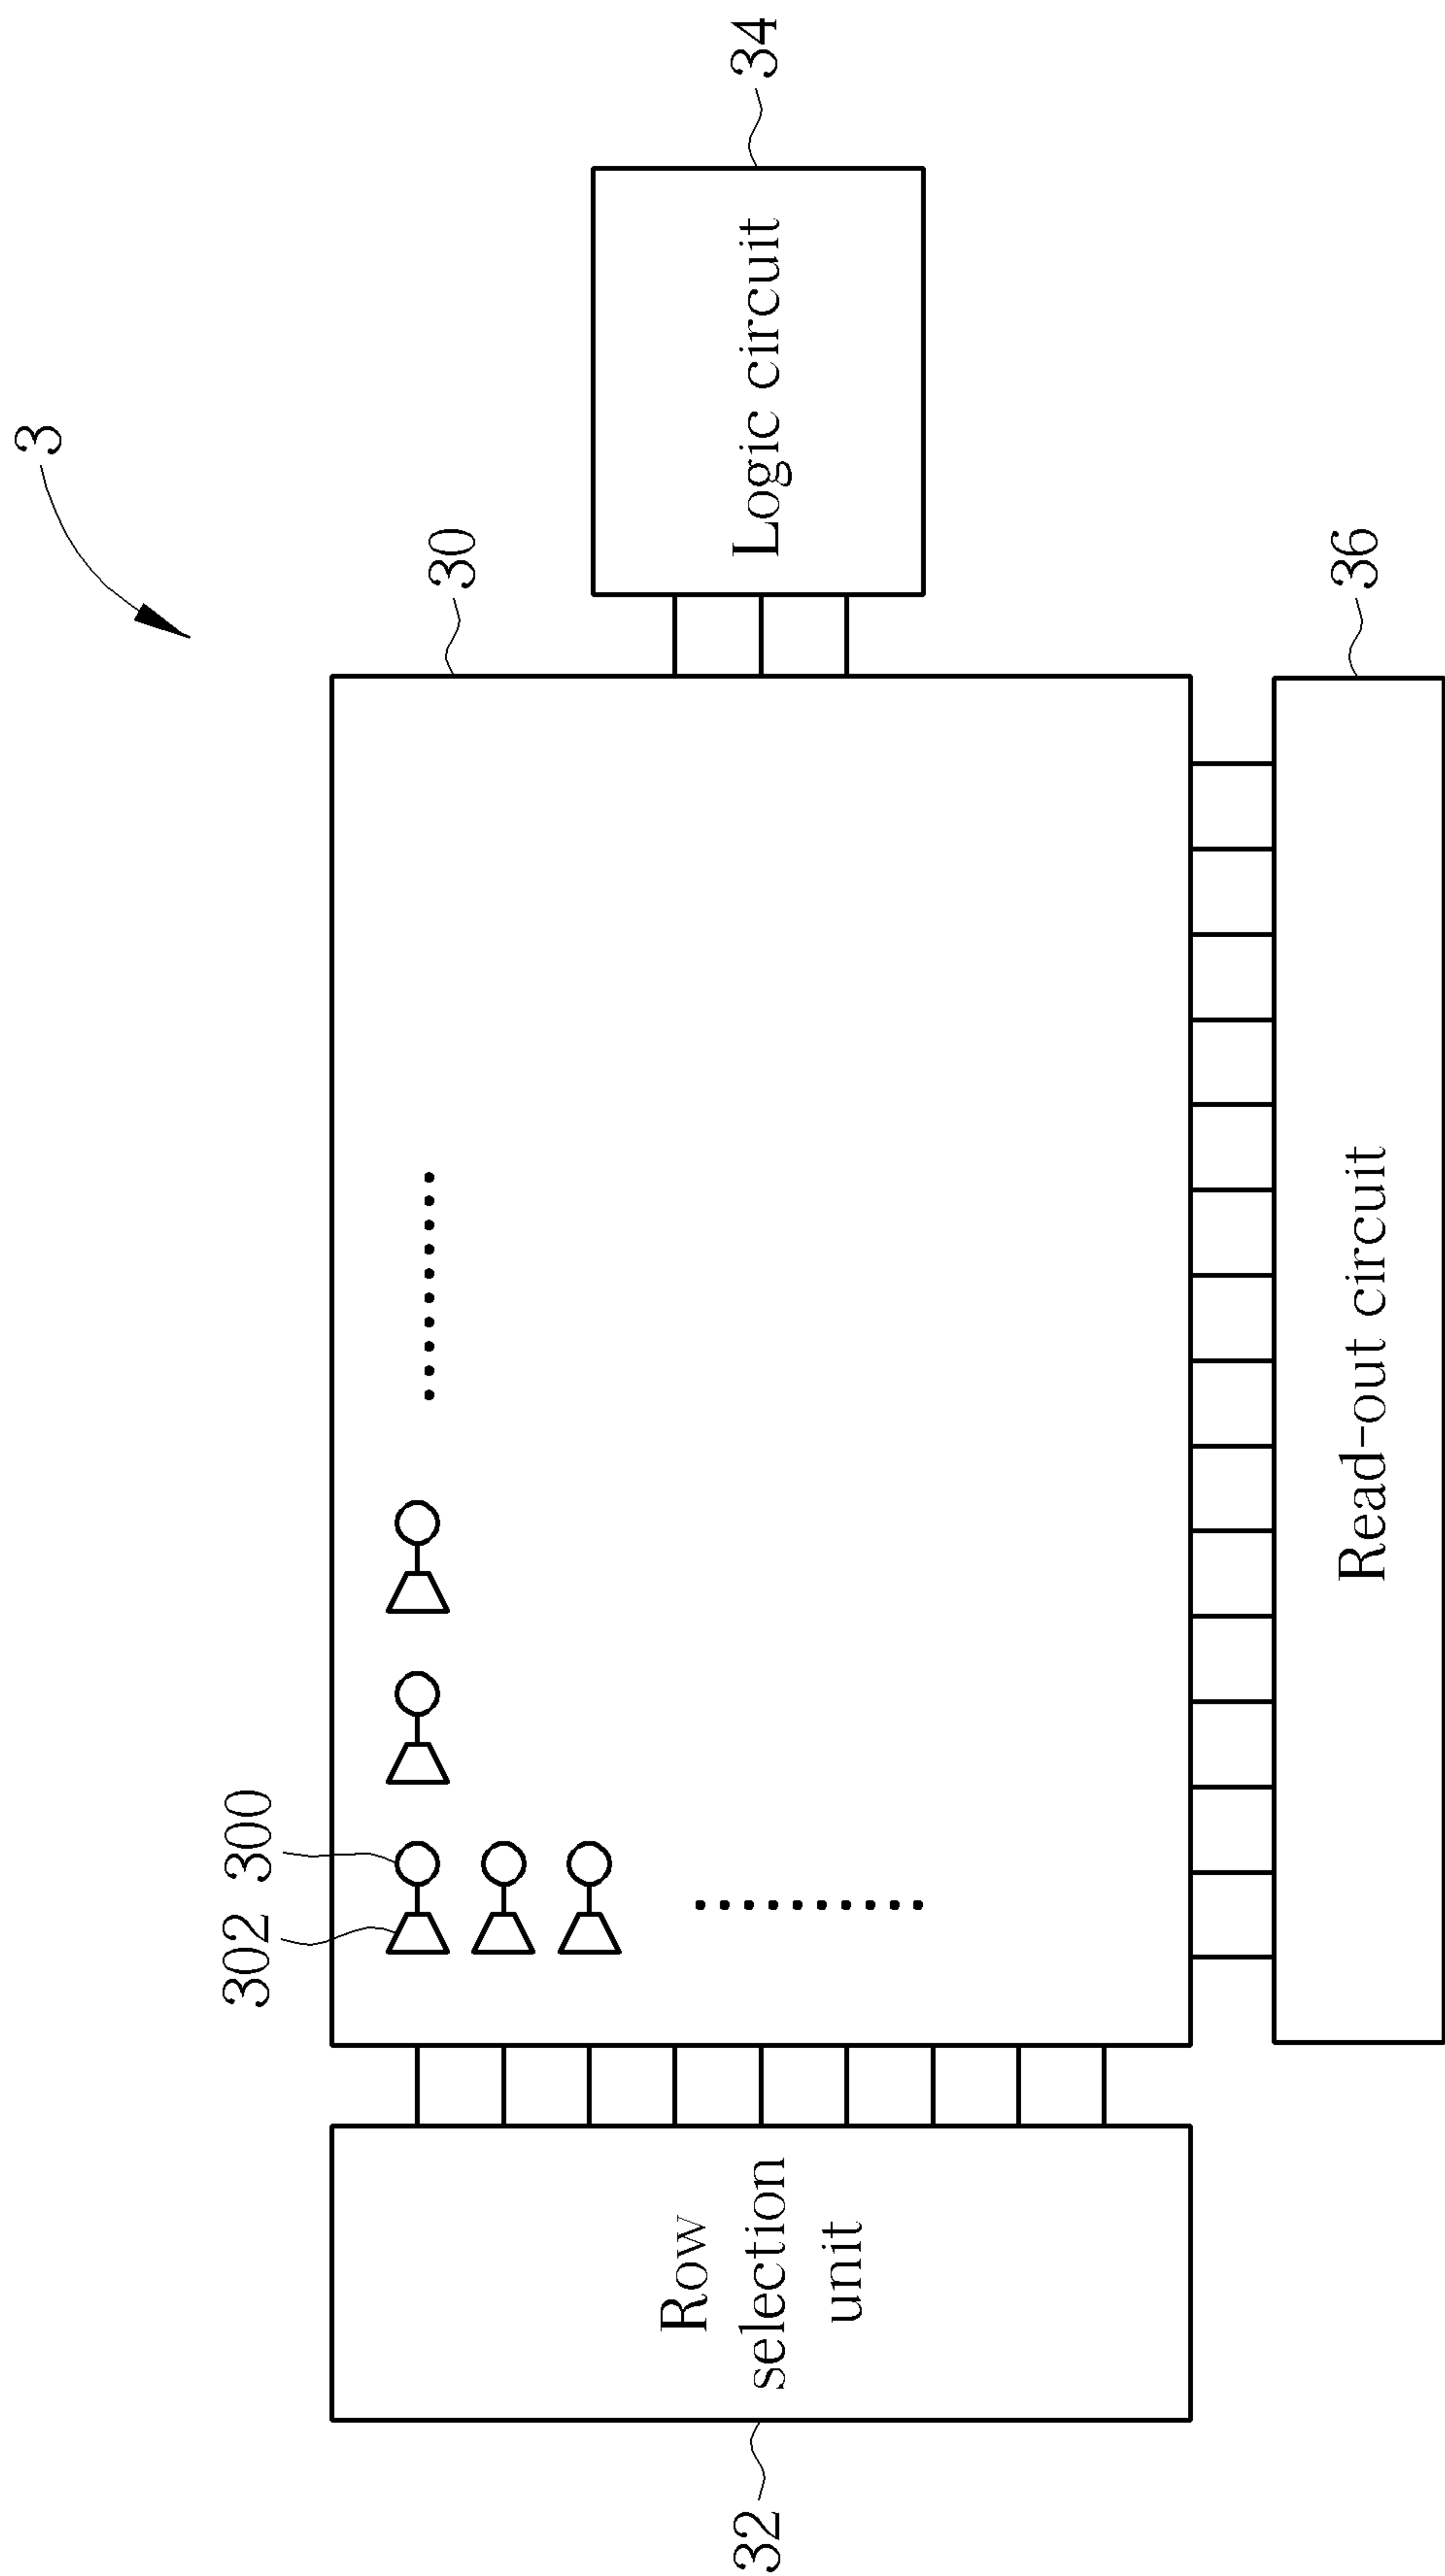 3
30
34
302 300
Row
selection
unit
Logic circuit
32
36
Read-out circuit